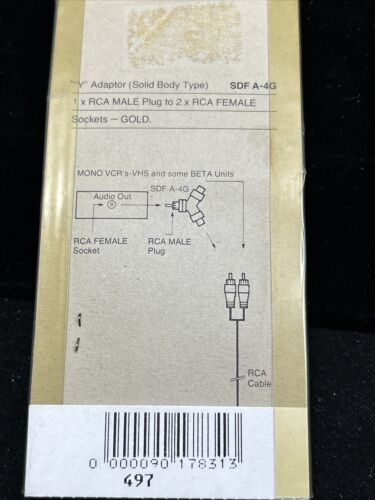 "Y" Adaptor (Solid Body Type) SDF A-4G
1 x RCA MALE Plug to 2 x RCA FEMALE
Sockets — GOLD.
MONO VCR's-VHS and some BETA Units
SDF A-4G
Audio Out
RCA FEMALE RCA MALE
Socket Plug
RCA
Cable
0 000090 178313
497